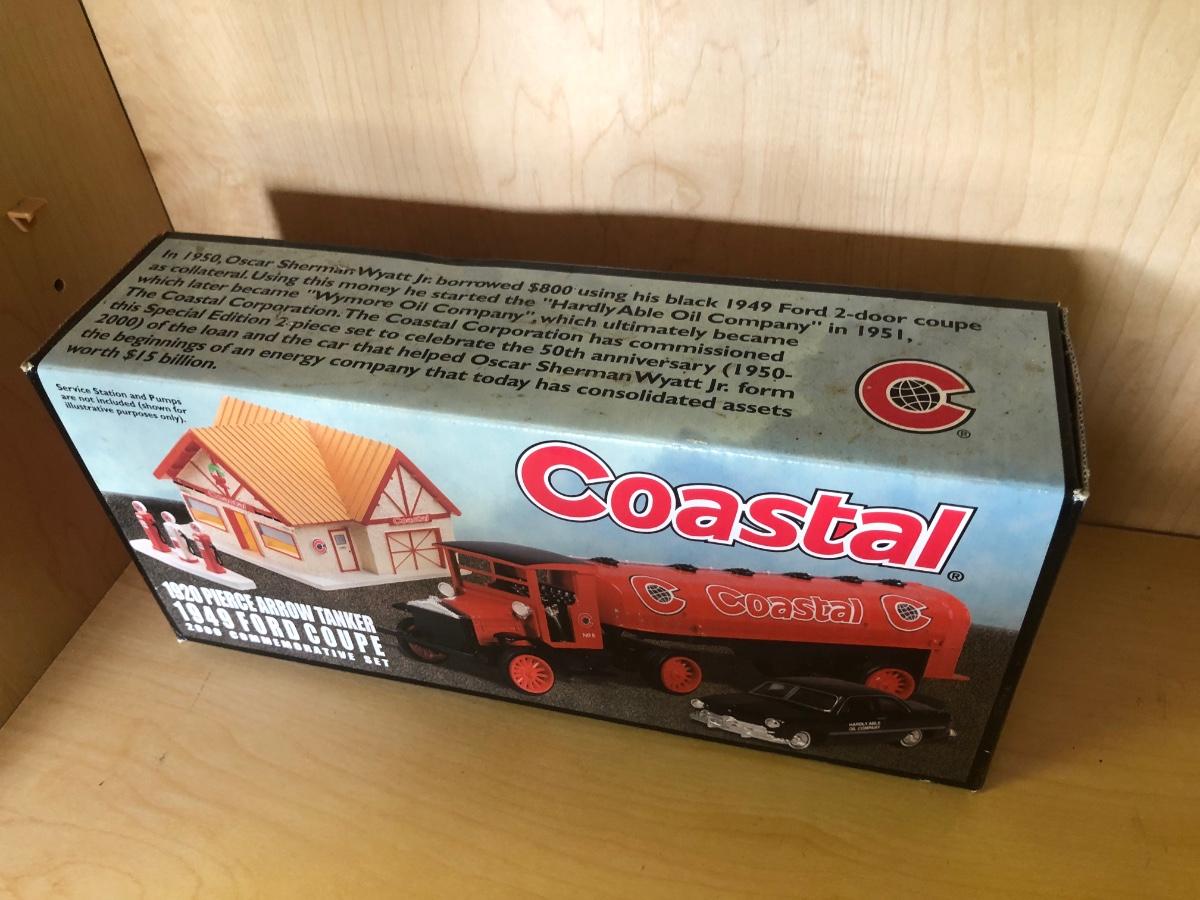 In 1950, Oscar Sherman Wyatt Jr. borrowed $800 using his black 1949 Ford 2-door coupe
as collateral. Using this money he started the "Hardly Able Oil Company" in 1951,
which later became "Wymore Oil Company", which ultimately became
The Coastal Corporation. The Coastal Corporation has commissioned
this Special Edition 2-piece set to celebrate the 50th anniversary (1950-
2000) of the loan and the car that helped Oscar Sherman Wyatt Jr. form
the beginnings of an energy company that today has consolidated assets
worth $15 billion.
C
®
Service Station and Pumps
are not included (shown for
illustrative purposes only).
Coastal®
Coastal
C Coastal C
No 8
1920 PIERCE ARROW TANKER
1949 FORD COUPE
2000 COMMEMORATIVE SET
HARDLY ABLE
OIL COMPANY